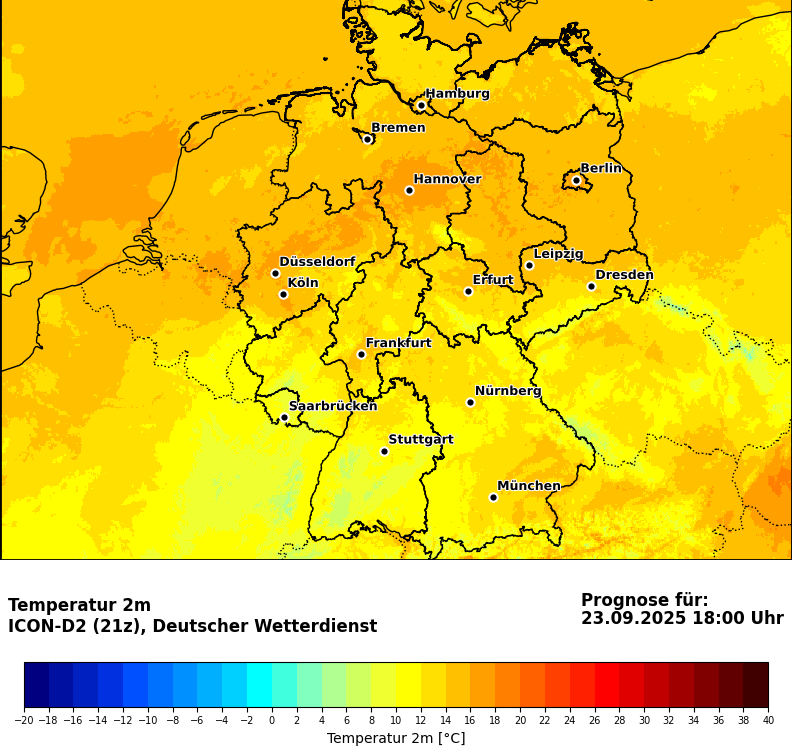 Hamburg
Bremen
Berlin
Hannover
Leipzig
Düsseldorf
Dresden
Köln
Erfurt
Frankfurt
Nürnberg
Saarbrücken
Stuttgart
München
Temperatur 2m
ICON-D2 (21z), Deutscher Wetterdienst
Prognose für:
23.09.2025 18:00 Uhr
−20 −18 −16 −14 −12 −10 −8 −6 −4 −2 0 2 4 6 8 10 12 14 16 18 20 22 24 26 28 30 32 34 36 38 40
Temperatur 2m [°C]